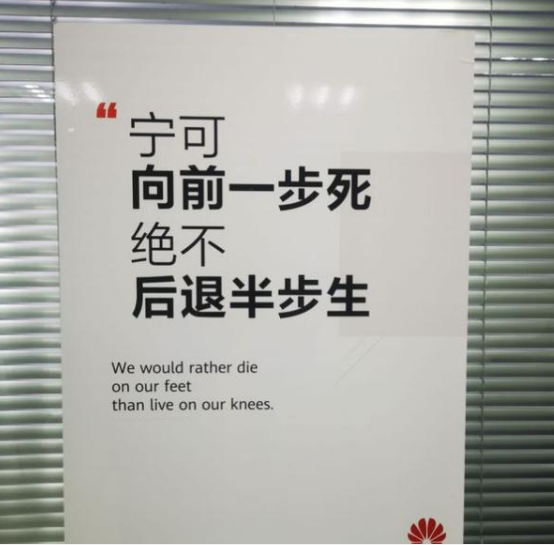 “
宁可
向前一步死
绝不
后退半步生
We would rather die
on our feet
than live on our knees.